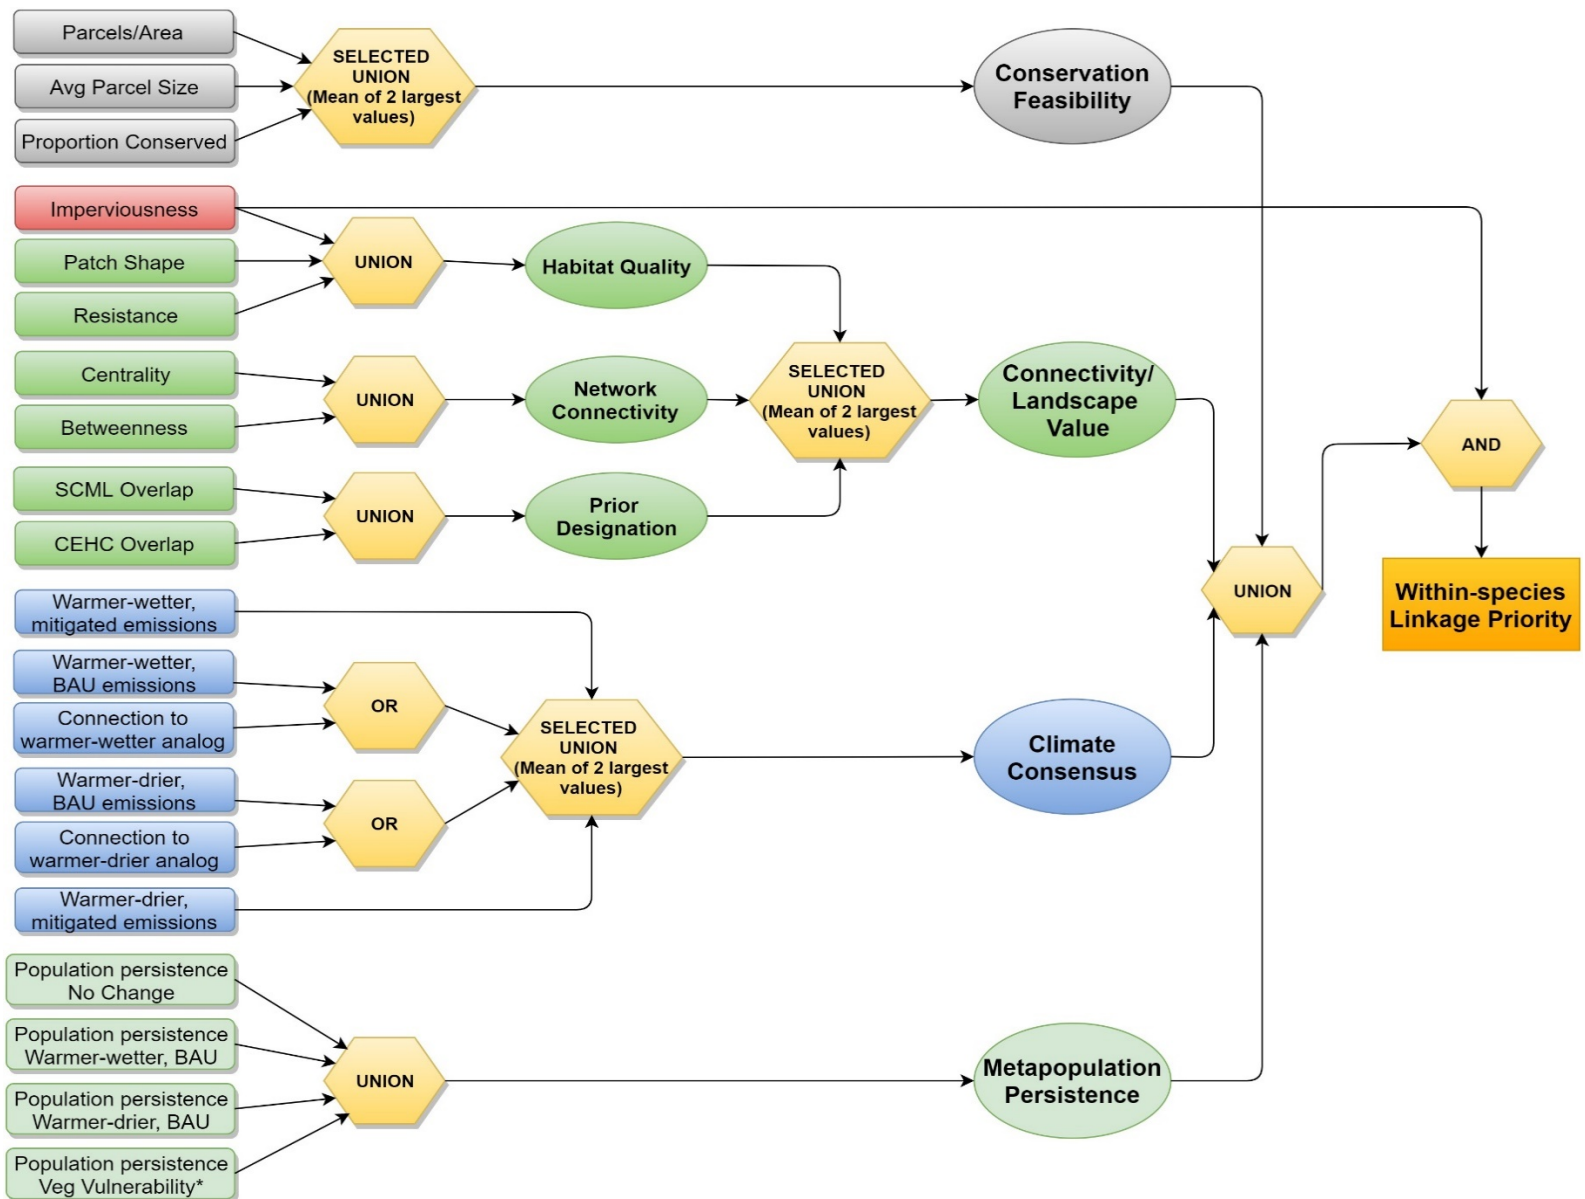 Parcels/Area
Avg Parcel Size
Proportion Conserved
SELECTED
UNION
(Mean of 2 largest
values)
Conservation
Feasibility
Imperviousness
Patch Shape
Resistance
UNION
Habitat Quality
Centrality
Betweenness
UNION
Network
Connectivity
SCML Overlap
CEHC Overlap
UNION
Prior
Designation
SELECTED
UNION
(Mean of 2 largest
values)
Connectivity/
Landscape
Value
Warmer-wetter,
mitigated emissions
Warmer-wetter,
BAU emissions
Connection to
warmer-wetter analog
OR
Warmer-drier,
BAU emissions
Connection to
warmer-drier analog
OR
Warmer-drier,
mitigated emissions
SELECTED
UNION
(Mean of 2 largest
values)
Climate
Consensus
Population persistence
No Change
Population persistence
Warmer-wetter, BAU
Population persistence
Warmer-drier, BAU
Population persistence
Veg Vulnerability*
UNION
Metapopulation
Persistence
UNION
AND
Within-species
Linkage Priority